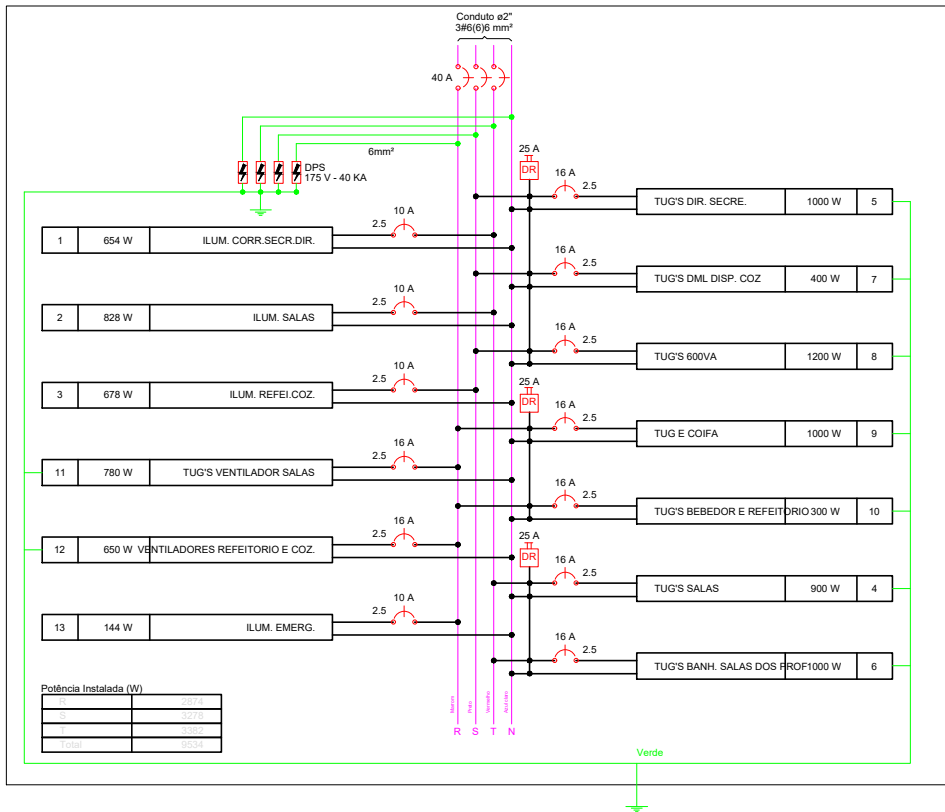 Conduto ø2"
3#6(6)6 mm²
40 A
6mm²
DPS
175 V - 40 KA
25 A
DR
16 A
2.5
TUG'S DIR. SECRE. 1000 W 5
10 A
2.5
1 654 W ILUM. CORR.SECR.DIR.
16 A
2.5
TUG'S DML DISP. COZ 400 W 7
10 A
2.5
2 828 W ILUM. SALAS
16 A
2.5
TUG'S 600VA 1200 W 8
10 A
2.5
3 678 W ILUM. REFEI.COZ.
25 A
DR
16 A
2.5
TUG E COIFA 1000 W 9
16 A
2.5
11 780 W TUG'S VENTILADOR SALAS
16 A
2.5
TUG'S BEBEDOR E REFEITORIO 300 W 10
16 A
2.5
12 650 W VENTILADORES REFEITORIO E COZ.
25 A
DR
16 A
2.5
TUG'S SALAS 900 W 4
10 A
2.5
13 144 W ILUM. EMERG.
16 A
2.5
TUG'S BANH. SALAS DOS PROF 1000 W 6
Potência Instalada (W)
R 2874
S 3278
T 3382
Total 9534
Marrom
Preto
Vermelho
Azul claro
R S T N
Verde